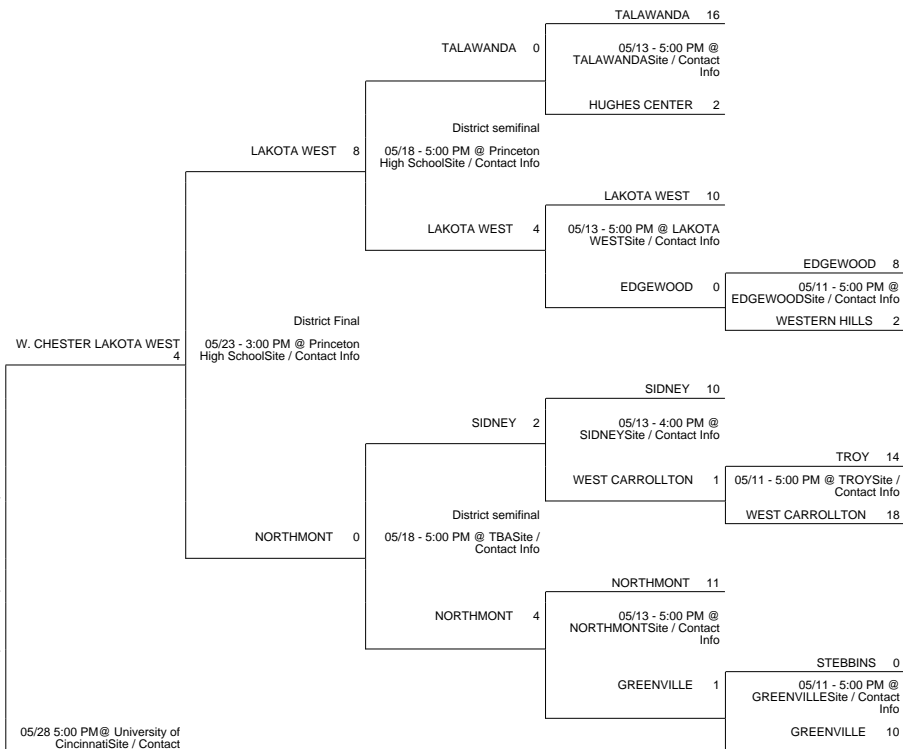 TALAWANDA 16
TALAWANDA 0
05/13 - 5:00 PM @
TALAWANDASite / Contact
Info
HUGHES CENTER 2
District semifinal
LAKOTA WEST 8
05/18 - 5:00 PM @ Princeton
High SchoolSite / Contact Info
LAKOTA WEST 10
LAKOTA WEST 4
05/13 - 5:00 PM @ LAKOTA
WESTSite / Contact Info
EDGEWOOD 8
EDGEWOOD 0
05/11 - 5:00 PM @
EDGEWOODSite / Contact Info
WESTERN HILLS 2
District Final
W. CHESTER LAKOTA WEST
4
05/23 - 3:00 PM @ Princeton
High SchoolSite / Contact Info
SIDNEY 10
SIDNEY 2
05/13 - 4:00 PM @
SIDNEYSite / Contact Info
TROY 14
WEST CARROLLTON 1
05/11 - 5:00 PM @ TROYSite /
Contact Info
WEST CARROLLTON 18
District semifinal
NORTHMONT 0
05/18 - 5:00 PM @ TBASite /
Contact Info
NORTHMONT 11
NORTHMONT 4
05/13 - 5:00 PM @
NORTHMONTSite / Contact
Info
STEBBINS 0
GREENVILLE 1
05/11 - 5:00 PM @
GREENVILLESite / Contact
Info
GREENVILLE 10
05/28 5:00 PM@ University of
CincinnatiSite / Contact